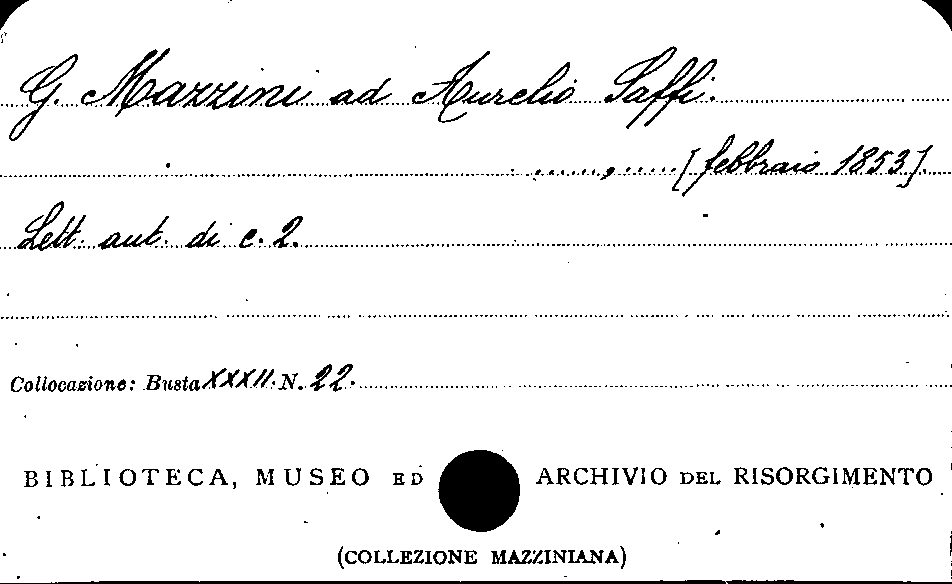 G. Mazzini ad Aurelio Saffi.
......, ..... [febbraio 1853].
Lett. aut. di c. 2.
Collocazione: Busta XXXII. N. 22.
BIBLIOTECA, MUSEO ED ARCHIVIO DEL RISORGIMENTO
(COLLEZIONE MAZZINIANA)